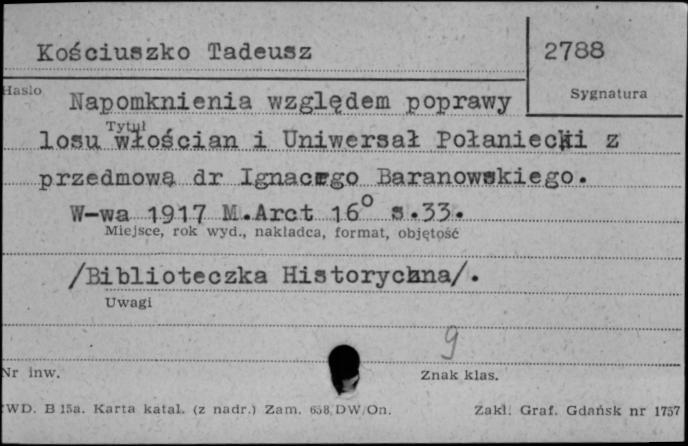 Kościuszko Tadeusz
2788
Hasło
Sygnatura
Napomknienia względem poprawy
Tytuł
losu włościan i Uniwersał Połaniecki z
przedmową dr Ignacego Baranowskiego.
W-wa 1917 M.Arct 16° s.33.
Miejsce, rok wyd., nakładca, format, objętość
/Biblioteczka Historyczna/.
Uwagi
9
Nr inw.
Znak klas.
WD. B 15a. Karta katal. (z nadr.) Zam. 658/DW/On.
Zakł. Graf. Gdańsk nr 1757